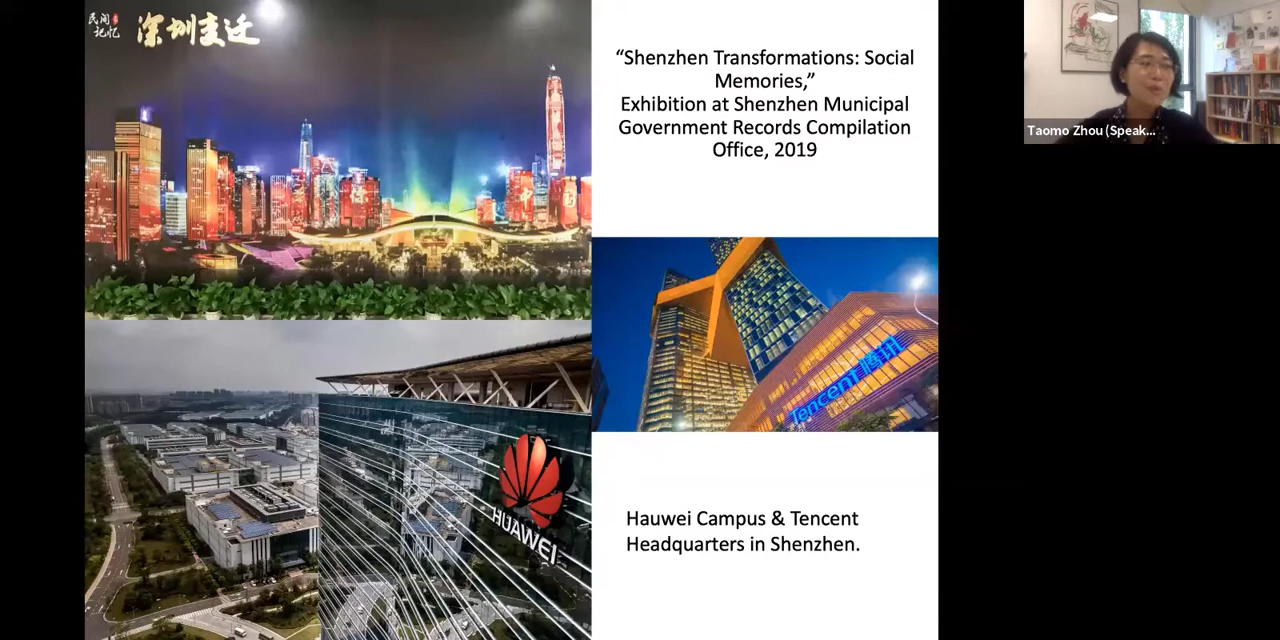 民间
记忆
深圳变迁
“Shenzhen Transformations: Social
Memories,”
Exhibition at Shenzhen Municipal
Government Records Compilation
Office, 2019
Taomo Zhou (Speak...
中
Tencent 腾讯
HUAWEI
Hauwei Campus & Tencent
Headquarters in Shenzhen.